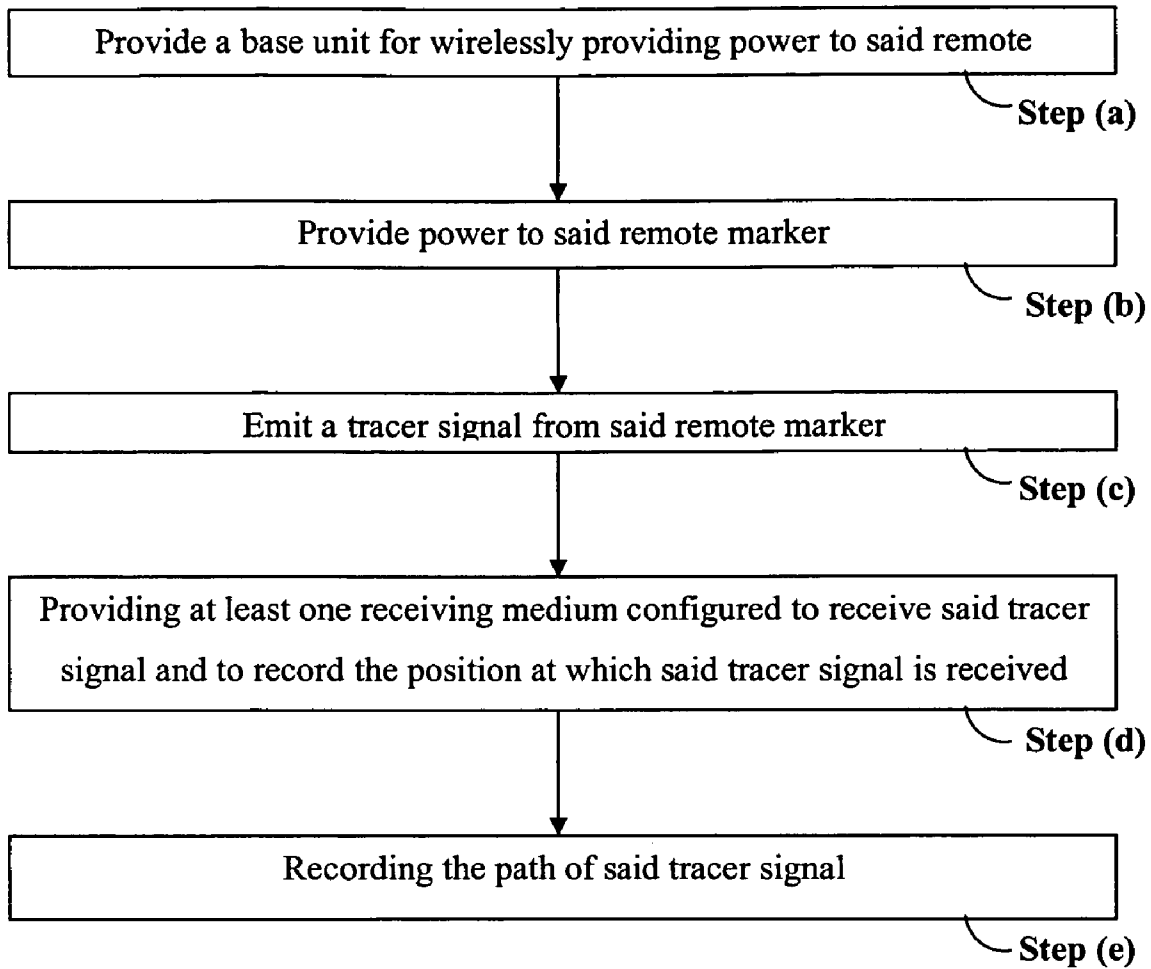 Provide a base unit for wirelessly providing power to said remote
Step (a)
Provide power to said remote marker
Step (b)
Emit a tracer signal from said remote marker
Step (c)
Providing at least one receiving medium configured to receive said tracer
signal and to record the position at which said tracer signal is received
Step (d)
Recording the path of said tracer signal
Step (e)